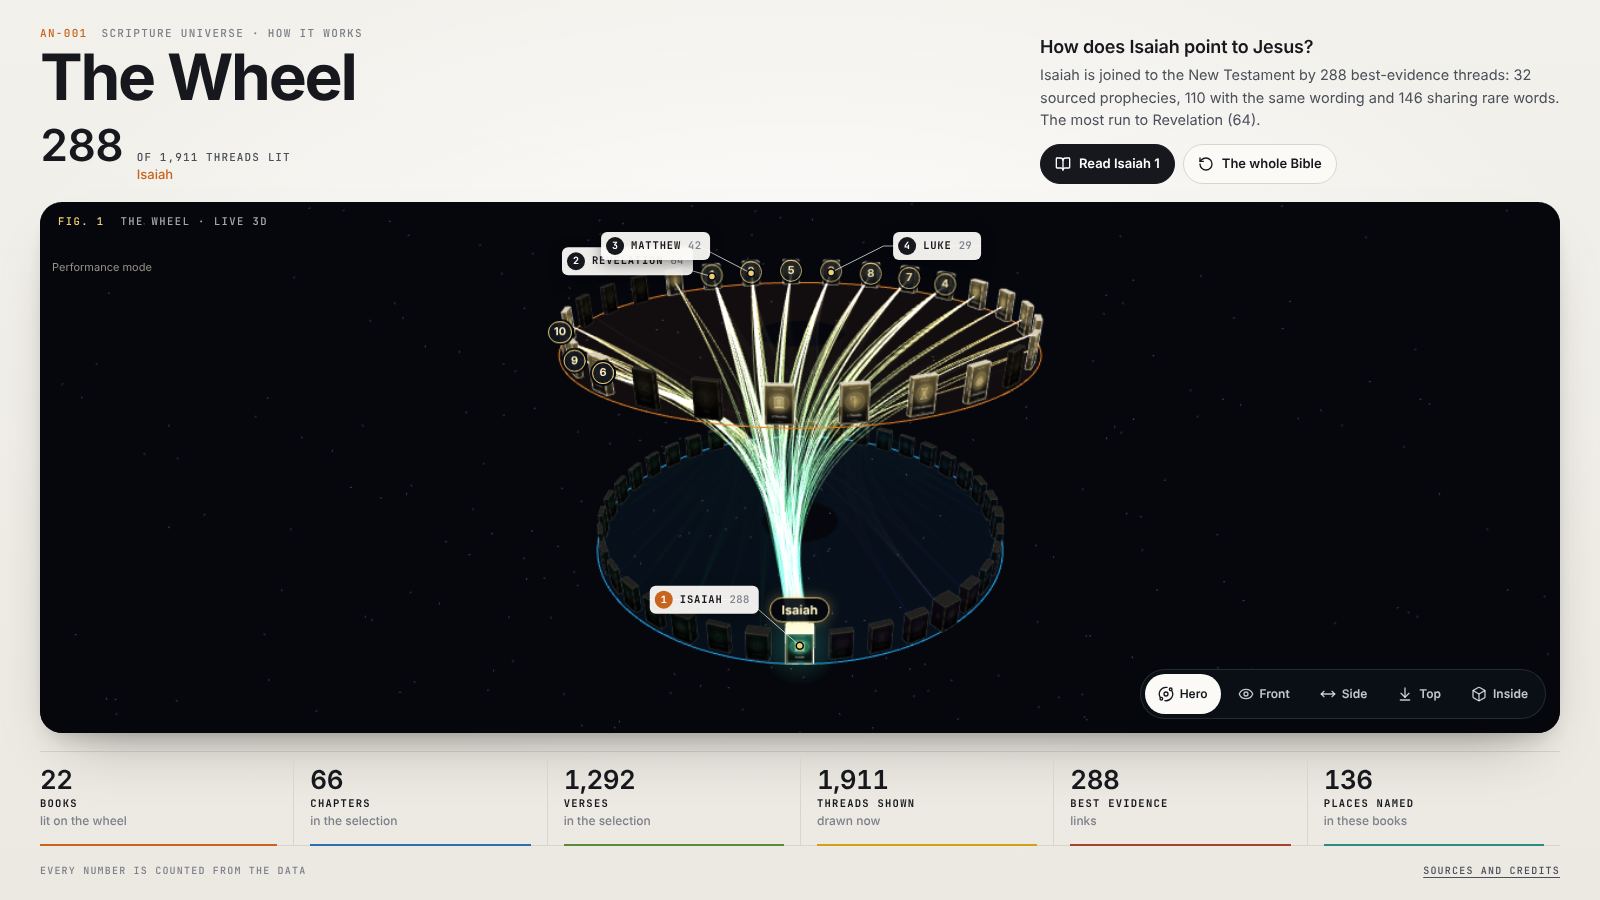 AN-001 SCRIPTURE UNIVERSE · HOW IT WORKS
The Wheel
288 OF 1,911 THREADS LIT
Isaiah
How does Isaiah point to Jesus?
Isaiah is joined to the New Testament by 288 best-evidence threads: 32
sourced prophecies, 110 with the same wording and 146 sharing rare words.
The most run to Revelation (64).
Read Isaiah 1
The whole Bible
FIG. 1 THE WHEEL · LIVE 3D
Performance mode
3 MATTHEW 42
4 LUKE 29
2 REVELATION 64
5
8
7
4
10
9
6
1 ISAIAH 288
Isaiah
Hero
Front
Side
Top
Inside
22
BOOKS
lit on the wheel
66
CHAPTERS
in the selection
1,292
VERSES
in the selection
1,911
THREADS SHOWN
drawn now
288
BEST EVIDENCE
links
136
PLACES NAMED
in these books
EVERY NUMBER IS COUNTED FROM THE DATA
SOURCES AND CREDITS